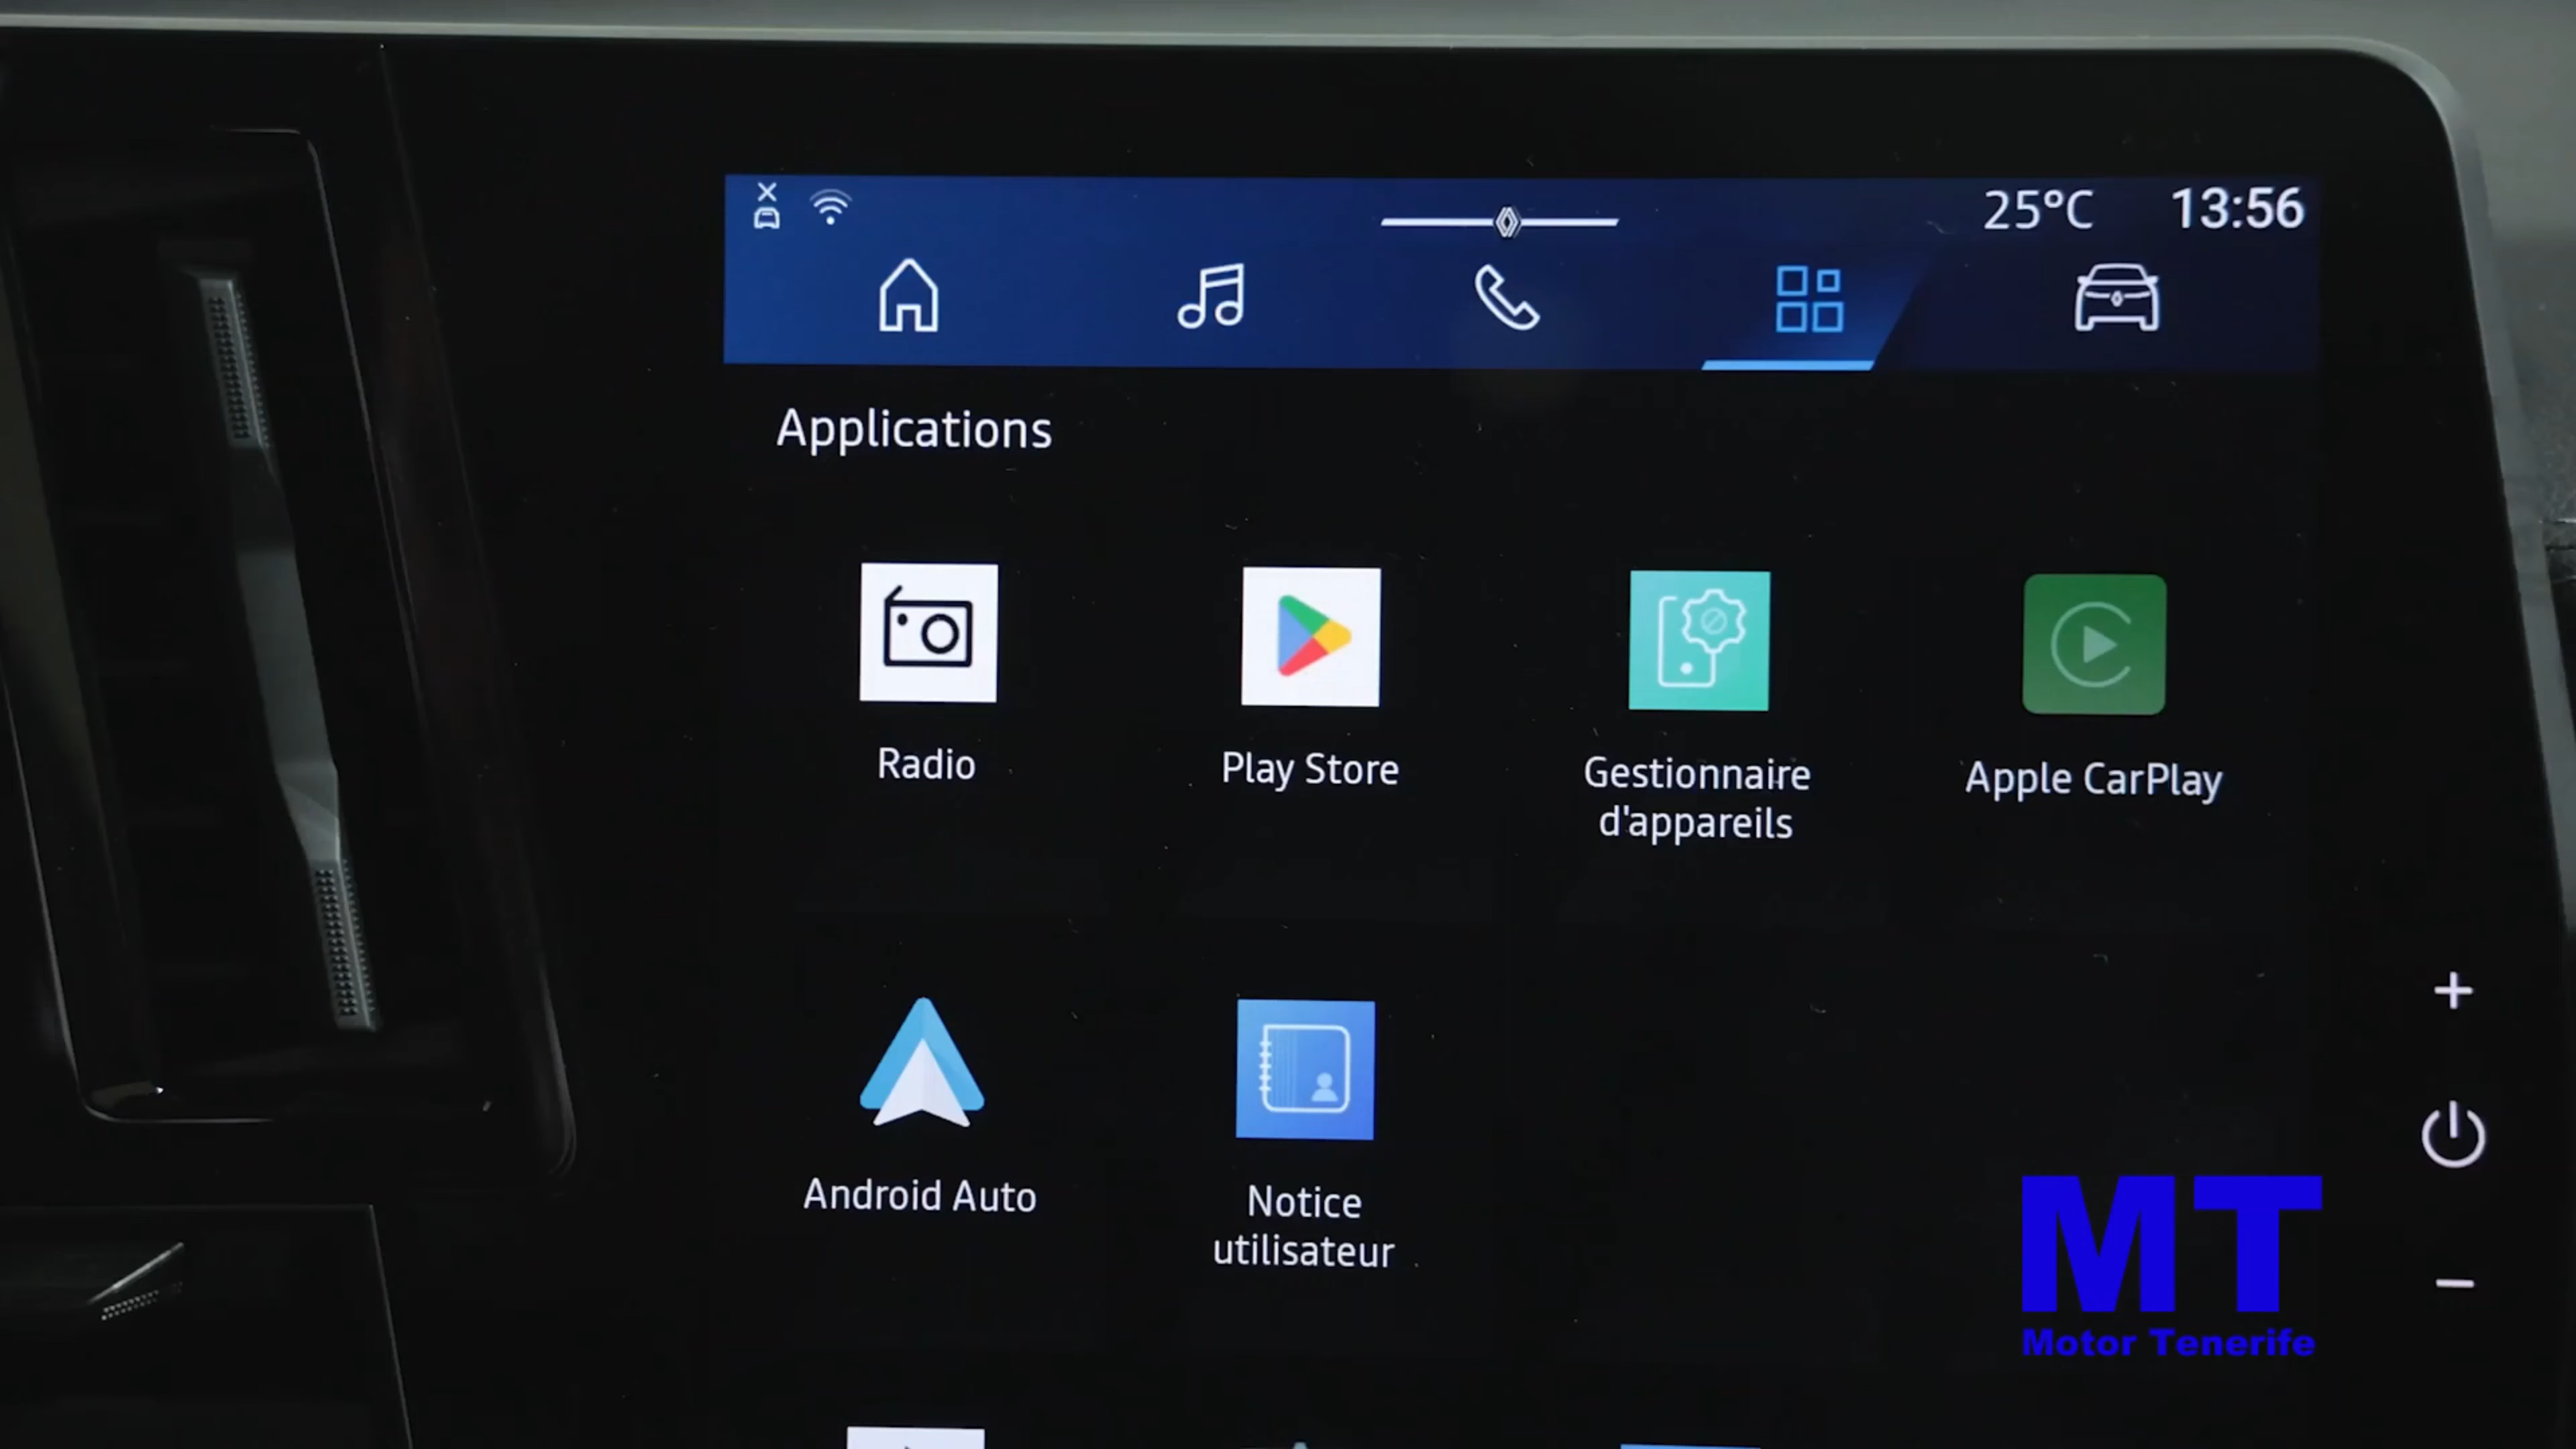 25°C 13:56
Applications
Radio
Play Store
Gestionnaire
d'appareils
Apple CarPlay
Android Auto
Notice
utilisateur
MT
Motor Tenerife